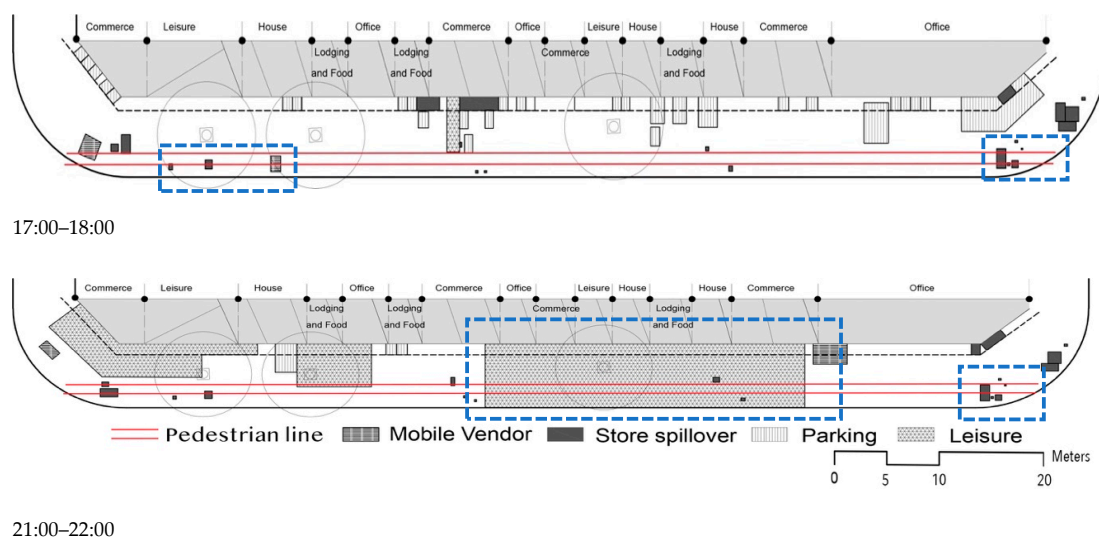 Commerce Leisure House Office Commerce Office Leisure House House Commerce Office
Lodging Lodging Commerce Lodging
and Food and Food and Food
17:00–18:00
Commerce Leisure House Office Commerce Office Leisure House House Commerce Office
Lodging Lodging Commerce Lodging
and Food and Food and Food
Pedestrian line Mobile Vendor Store spillover Parking Leisure
Meters
0 5 10 20
21:00–22:00